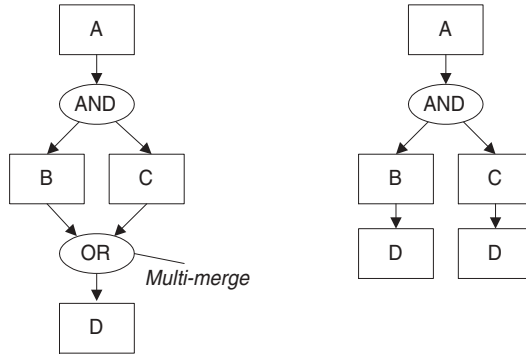 A
AND
B C
OR
Multi-merge
D
A
AND
B C
D D